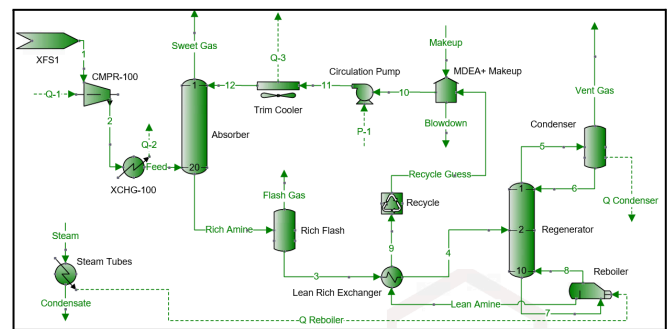 Sweet Gas
Q-3
Makeup
XFS1
1
CMPR-100
Circulation Pump
MDEA+ Makeup
Vent Gas
Q-1
1
12
11
10
Trim Cooler
Absorber
Blowdown
Condenser
2
Q-2
P-1
5
Feed
20
XCHG-100
Recycle Guess
6
Flash Gas
1
Q Condenser
Recycle
Rich Amine
Rich Flash
2
Regenerator
Steam
9
4
Steam Tubes
3
10
8
Reboiler
Lean Rich Exchanger
Lean Amine
Condensate
Q Reboiler
7